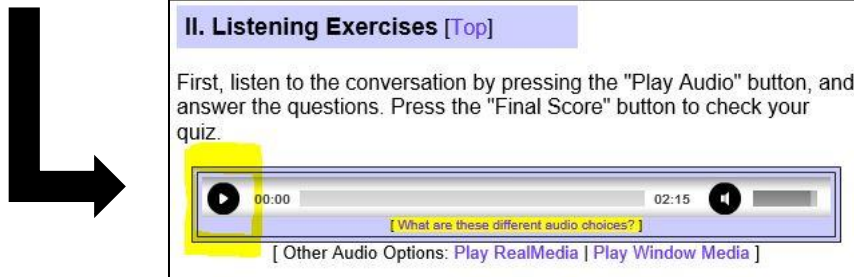 II. Listening Exercises [Top]
First, listen to the conversation by pressing the "Play Audio" button, and
answer the questions. Press the "Final Score" button to check your
quiz.
00:00 02:15
[ What are these different audio choices? ]
[ Other Audio Options: Play RealMedia | Play Window Media ]